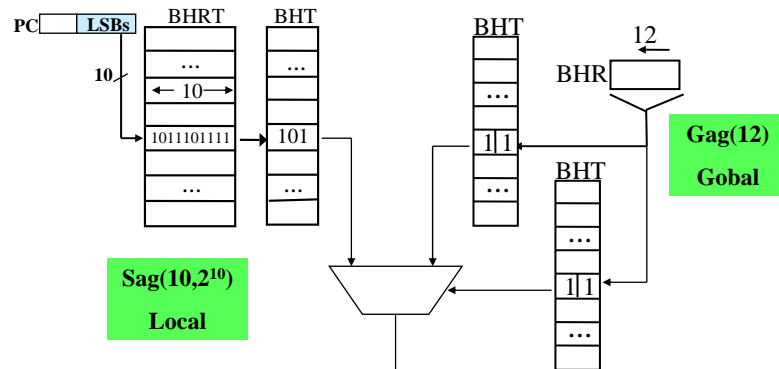 PC
LSBs
10
BHRT
...
10
1011101111
...
BHT
...
101
...
Sag(10,2¹⁰)
Local
BHT
...
1 1
...
12
BHR
Gag(12)
Gobal
BHT
...
1 1
...